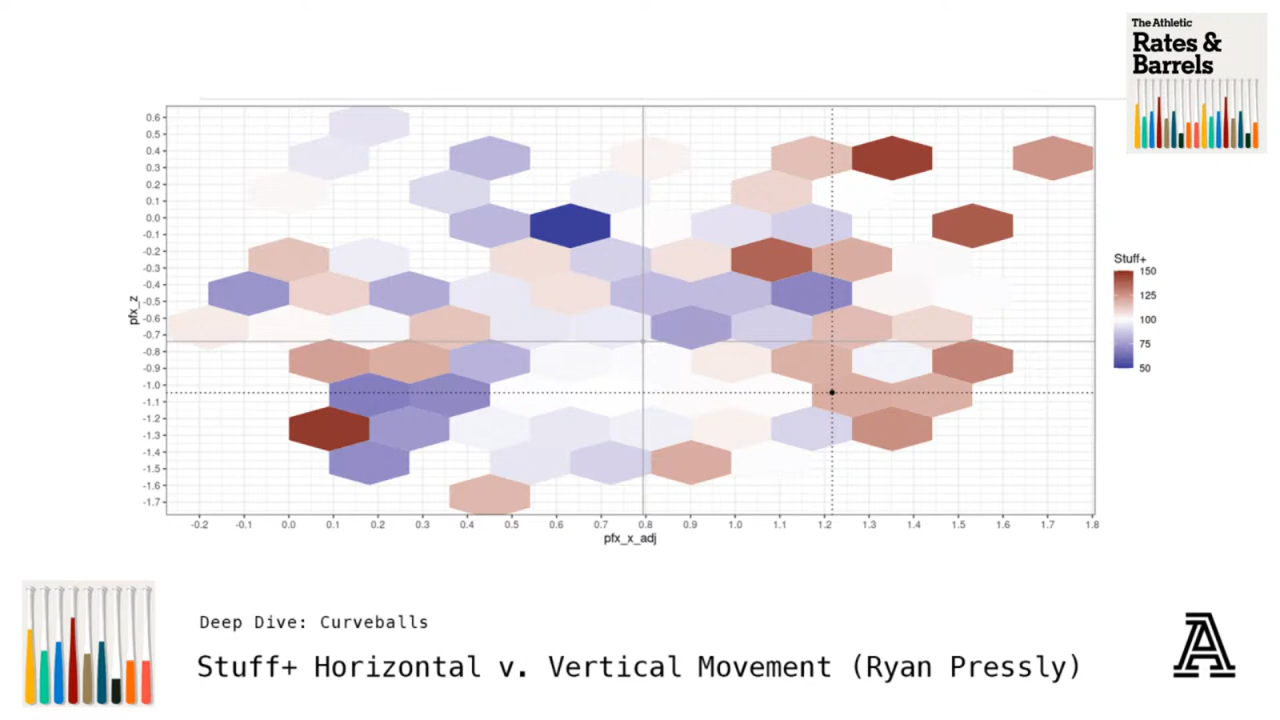 The Athletic
Rates &
Barrels
0.6
0.5
0.4
0.3
0.2
0.1
0.0
-0.1
-0.2
-0.3
-0.4
-0.5
-0.6
-0.7
-0.8
-0.9
-1.0
-1.1
-1.2
-1.3
-1.4
-1.5
-1.6
-1.7
pfx_z
-0.2 -0.1 0.0 0.1 0.2 0.3 0.4 0.5 0.6 0.7 0.8 0.9 1.0 1.1 1.2 1.3 1.4 1.5 1.6 1.7 1.8
pfx_x_adj
Stuff+
150
125
100
75
50
Deep Dive: Curveballs
Stuff+ Horizontal v. Vertical Movement (Ryan Pressly)
A